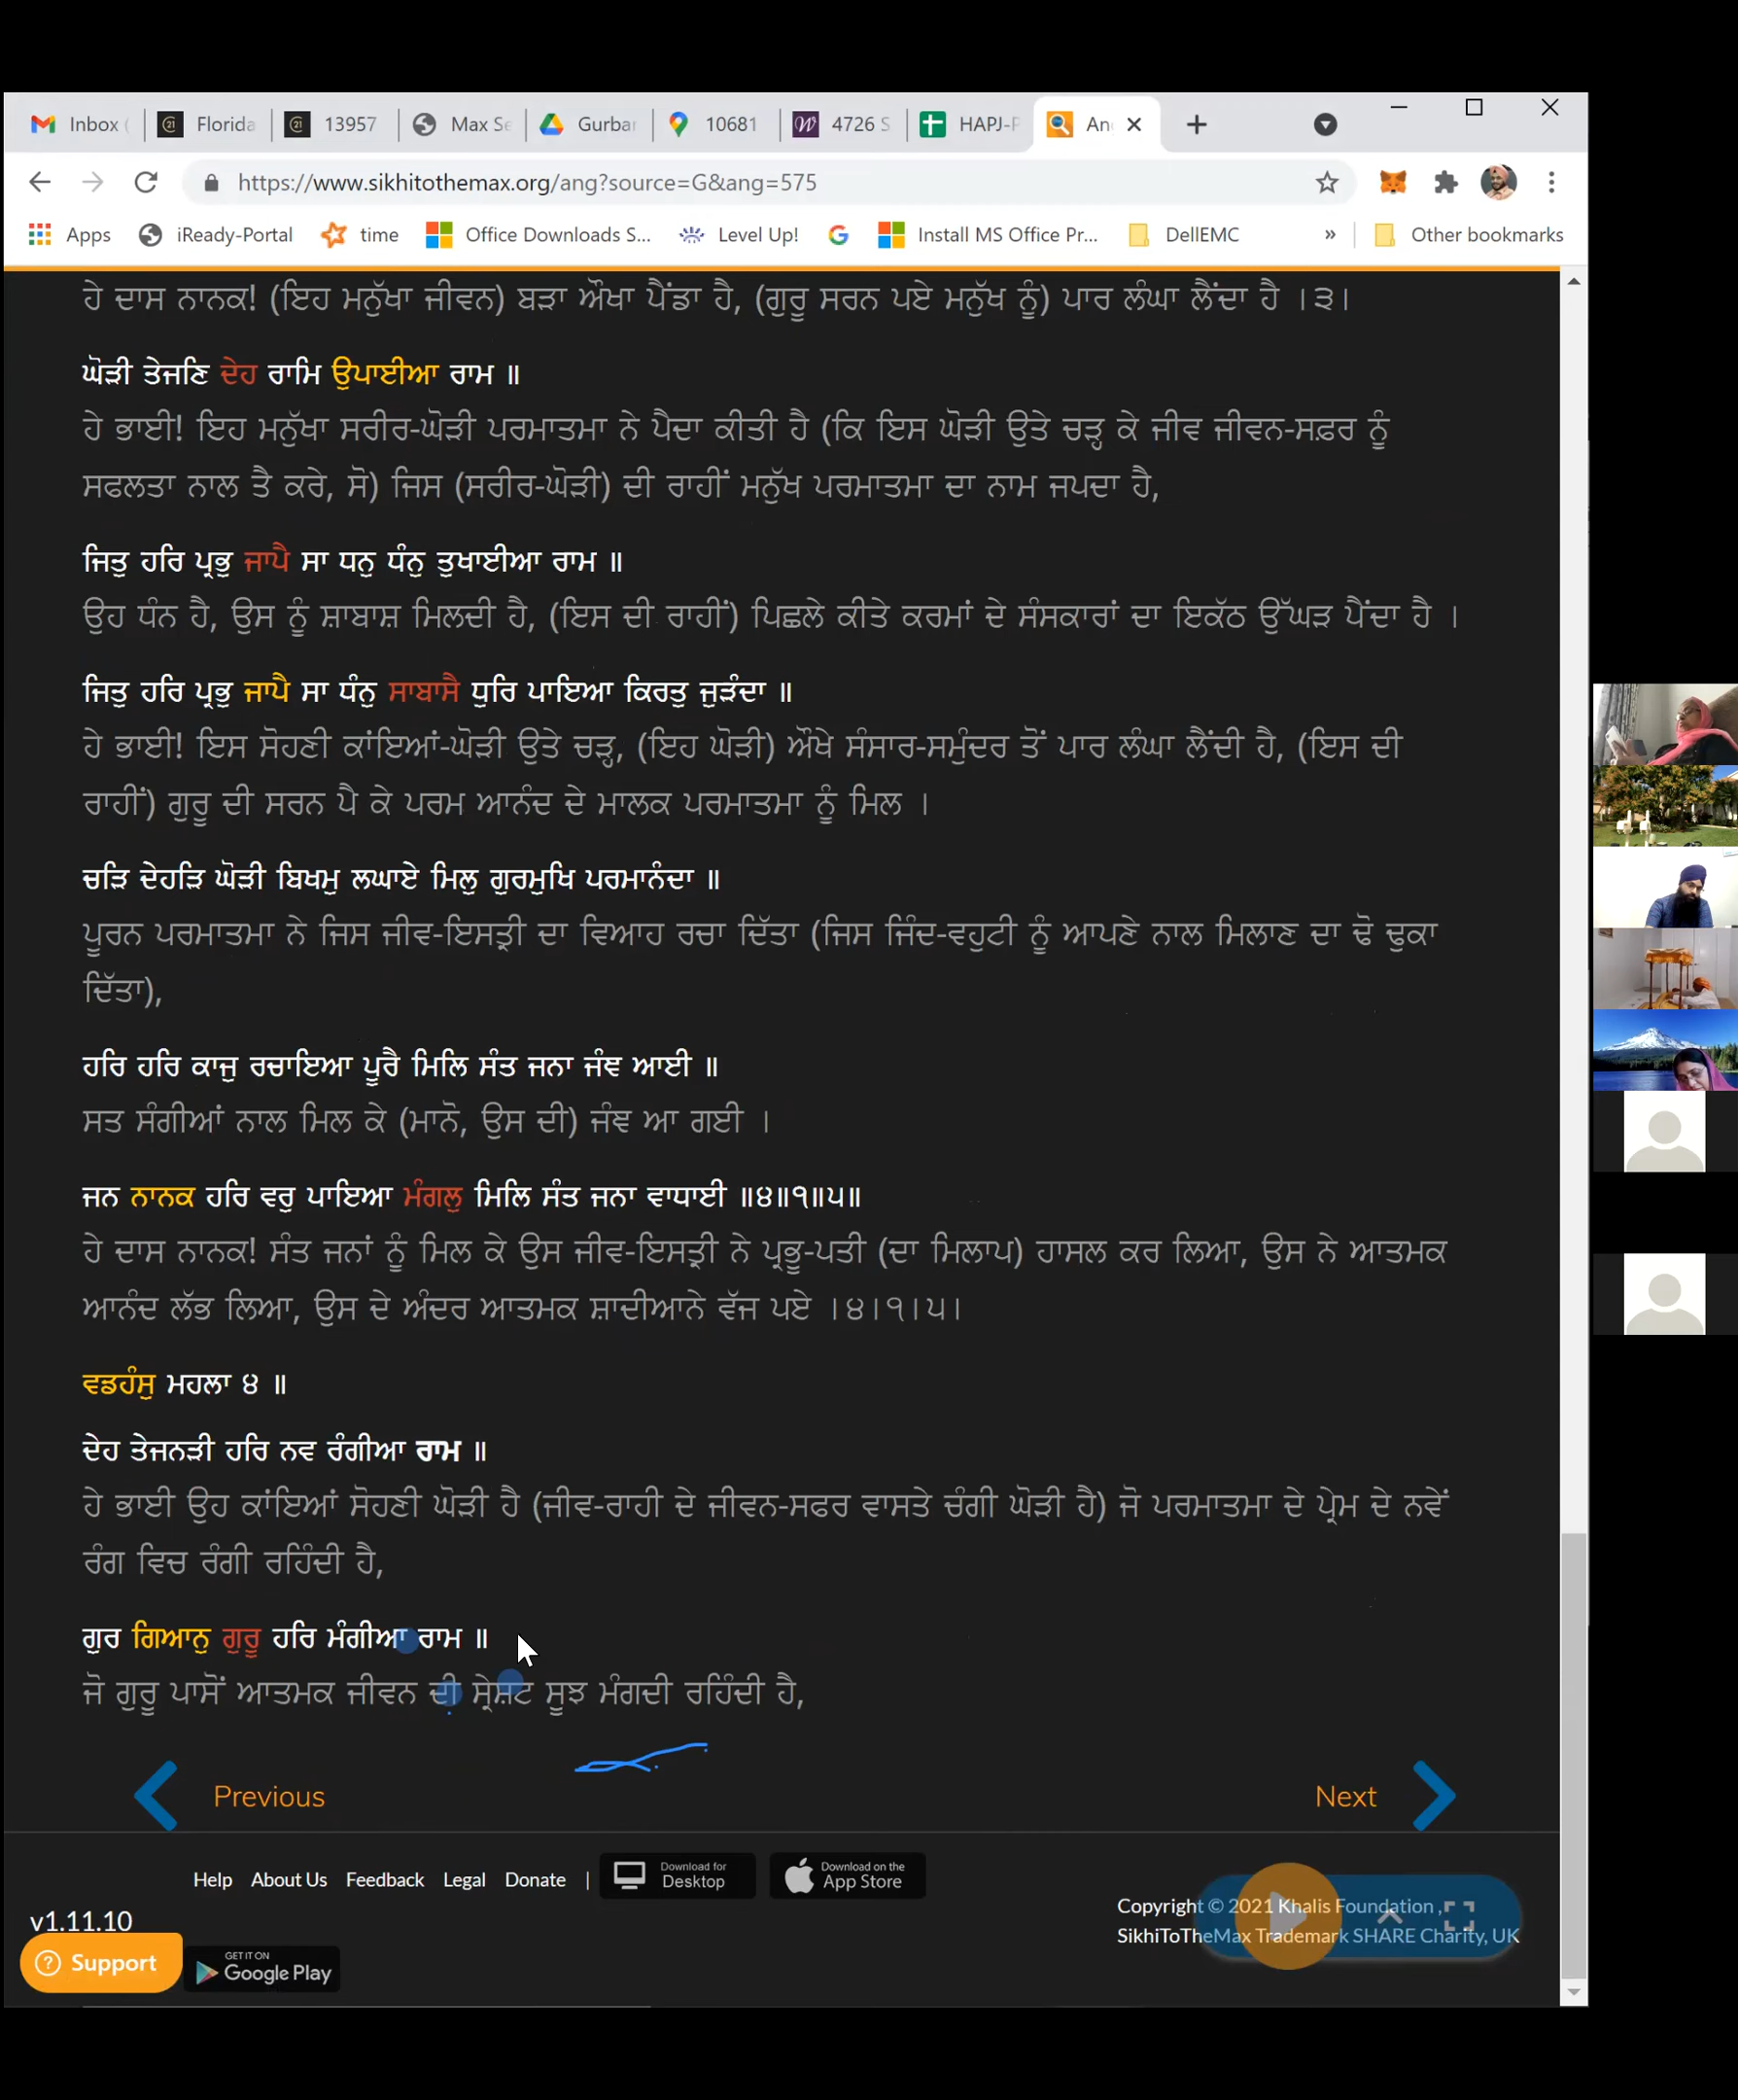 Inbox (
Florida
13957
Max Se
Gurbar
10681
4726 S
HAPJ-P
An
https://www.sikhitothemax.org/ang?source=G&ang=575
Apps
iReady-Portal
time
Office Downloads S...
Level Up!
Install MS Office Pr...
DellEMC
»
Other bookmarks
ਹੇ ਦਾਸ ਨਾਨਕ! (ਇਹ ਮਨੁੱਖਾ ਜੀਵਨ) ਬੜਾ ਔਖਾ ਪੈਂਡਾ ਹੈ, (ਗੁਰੂ ਸਰਨ ਪਏ ਮਨੁੱਖ ਨੂੰ) ਪਾਰ ਲੰਘਾ ਲੈਂਦਾ ਹੈ ।੩।
ਘੋੜੀ ਤੇਜਣਿ ਦੇਹ ਰਾਮਿ ਉਪਾਈਆ ਰਾਮ ॥
ਹੇ ਭਾਈ! ਇਹ ਮਨੁੱਖਾ ਸਰੀਰ-ਘੋੜੀ ਪਰਮਾਤਮਾ ਨੇ ਪੈਦਾ ਕੀਤੀ ਹੈ (ਕਿ ਇਸ ਘੋੜੀ ਉਤੇ ਚੜ੍ਹ ਕੇ ਜੀਵ ਜੀਵਨ-ਸਫ਼ਰ ਨੂੰ
ਸਫਲਤਾ ਨਾਲ ਤੈ ਕਰੇ, ਸੋ) ਜਿਸ (ਸਰੀਰ-ਘੋੜੀ) ਦੀ ਰਾਹੀਂ ਮਨੁੱਖ ਪਰਮਾਤਮਾ ਦਾ ਨਾਮ ਜਪਦਾ ਹੈ,
ਜਿਤੁ ਹਰਿ ਪ੍ਰਭੁ ਜਾਪੈ ਸਾ ਧਨੁ ਧੰਨੁ ਤੁਖਾਈਆ ਰਾਮ ॥
ਉਹ ਧੰਨ ਹੈ, ਉਸ ਨੂੰ ਸ਼ਾਬਾਸ਼ ਮਿਲਦੀ ਹੈ, (ਇਸ ਦੀ ਰਾਹੀਂ) ਪਿਛਲੇ ਕੀਤੇ ਕਰਮਾਂ ਦੇ ਸੰਸਕਾਰਾਂ ਦਾ ਇਕੱਠ ਉੱਘੜ ਪੈਂਦਾ ਹੈ ।
ਜਿਤੁ ਹਰਿ ਪ੍ਰਭੁ ਜਾਪੈ ਸਾ ਧੰਨੁ ਸਾਬਾਸੈ ਧੁਰਿ ਪਾਇਆ ਕਿਰਤੁ ਜੁੜੰਦਾ ॥
ਹੇ ਭਾਈ! ਇਸ ਸੋਹਣੀ ਕਾਂਇਆਂ-ਘੋੜੀ ਉਤੇ ਚੜ੍ਹ, (ਇਹ ਘੋੜੀ) ਔਖੇ ਸੰਸਾਰ-ਸਮੁੰਦਰ ਤੋਂ ਪਾਰ ਲੰਘਾ ਲੈਂਦੀ ਹੈ, (ਇਸ ਦੀ
ਰਾਹੀਂ) ਗੁਰੂ ਦੀ ਸਰਨ ਪੈ ਕੇ ਪਰਮ ਆਨੰਦ ਦੇ ਮਾਲਕ ਪਰਮਾਤਮਾ ਨੂੰ ਮਿਲ ।
ਚੜਿ ਦੇਹੜਿ ਘੋੜੀ ਬਿਖਮੁ ਲਘਾਏ ਮਿਲੁ ਗੁਰਮੁਖਿ ਪਰਮਾਨੰਦਾ ॥
ਪੂਰਨ ਪਰਮਾਤਮਾ ਨੇ ਜਿਸ ਜੀਵ-ਇਸਤ੍ਰੀ ਦਾ ਵਿਆਹ ਰਚਾ ਦਿੱਤਾ (ਜਿਸ ਜਿੰਦ-ਵਹੁਟੀ ਨੂੰ ਆਪਣੇ ਨਾਲ ਮਿਲਾਣ ਦਾ ਢੋ ਢੁਕਾ
ਦਿੱਤਾ),
ਹਰਿ ਹਰਿ ਕਾਜੁ ਰਚਾਇਆ ਪੂਰੈ ਮਿਲਿ ਸੰਤ ਜਨਾ ਜੰਞ ਆਈ ॥
ਸਤ ਸੰਗੀਆਂ ਨਾਲ ਮਿਲ ਕੇ (ਮਾਨੋ, ਉਸ ਦੀ) ਜੰਞ ਆ ਗਈ ।
ਜਨ ਨਾਨਕ ਹਰਿ ਵਰੁ ਪਾਇਆ ਮੰਗਲੁ ਮਿਲਿ ਸੰਤ ਜਨਾ ਵਾਧਾਈ ॥੪॥੧॥੫॥
ਹੇ ਦਾਸ ਨਾਨਕ! ਸੰਤ ਜਨਾਂ ਨੂੰ ਮਿਲ ਕੇ ਉਸ ਜੀਵ-ਇਸਤ੍ਰੀ ਨੇ ਪ੍ਰਭੂ-ਪਤੀ (ਦਾ ਮਿਲਾਪ) ਹਾਸਲ ਕਰ ਲਿਆ, ਉਸ ਨੇ ਆਤਮਕ
ਆਨੰਦ ਲੱਭ ਲਿਆ, ਉਸ ਦੇ ਅੰਦਰ ਆਤਮਕ ਸ਼ਾਦੀਆਨੇ ਵੱਜ ਪਏ ।੪।੧।੫।
ਵਡਹੰਸੁ ਮਹਲਾ ੪ ॥
ਦੇਹ ਤੇਜਨੜੀ ਹਰਿ ਨਵ ਰੰਗੀਆ ਰਾਮ ॥
ਹੇ ਭਾਈ ਉਹ ਕਾਂਇਆਂ ਸੋਹਣੀ ਘੋੜੀ ਹੈ (ਜੀਵ-ਰਾਹੀ ਦੇ ਜੀਵਨ-ਸਫਰ ਵਾਸਤੇ ਚੰਗੀ ਘੋੜੀ ਹੈ) ਜੋ ਪਰਮਾਤਮਾ ਦੇ ਪ੍ਰੇਮ ਦੇ ਨਵੇਂ
ਰੰਗ ਵਿਚ ਰੰਗੀ ਰਹਿੰਦੀ ਹੈ,
ਗੁਰ ਗਿਆਨੁ ਗੁਰੂ ਹਰਿ ਮੰਗੀਆ ਰਾਮ ॥
ਜੋ ਗੁਰੂ ਪਾਸੋਂ ਆਤਮਕ ਜੀਵਨ ਦੀ ਸ੍ਰੇਸ਼ਟ ਸੂਝ ਮੰਗਦੀ ਰਹਿੰਦੀ ਹੈ,
Previous
Next
Help About Us Feedback Legal Donate |
Download for
Desktop
Download on the
App Store
Copyright © 2021 Khalis Foundation ,
SikhiToTheMax Trademark SHARE Charity, UK
v1.11.10
Support
GET IT ON
Google Play